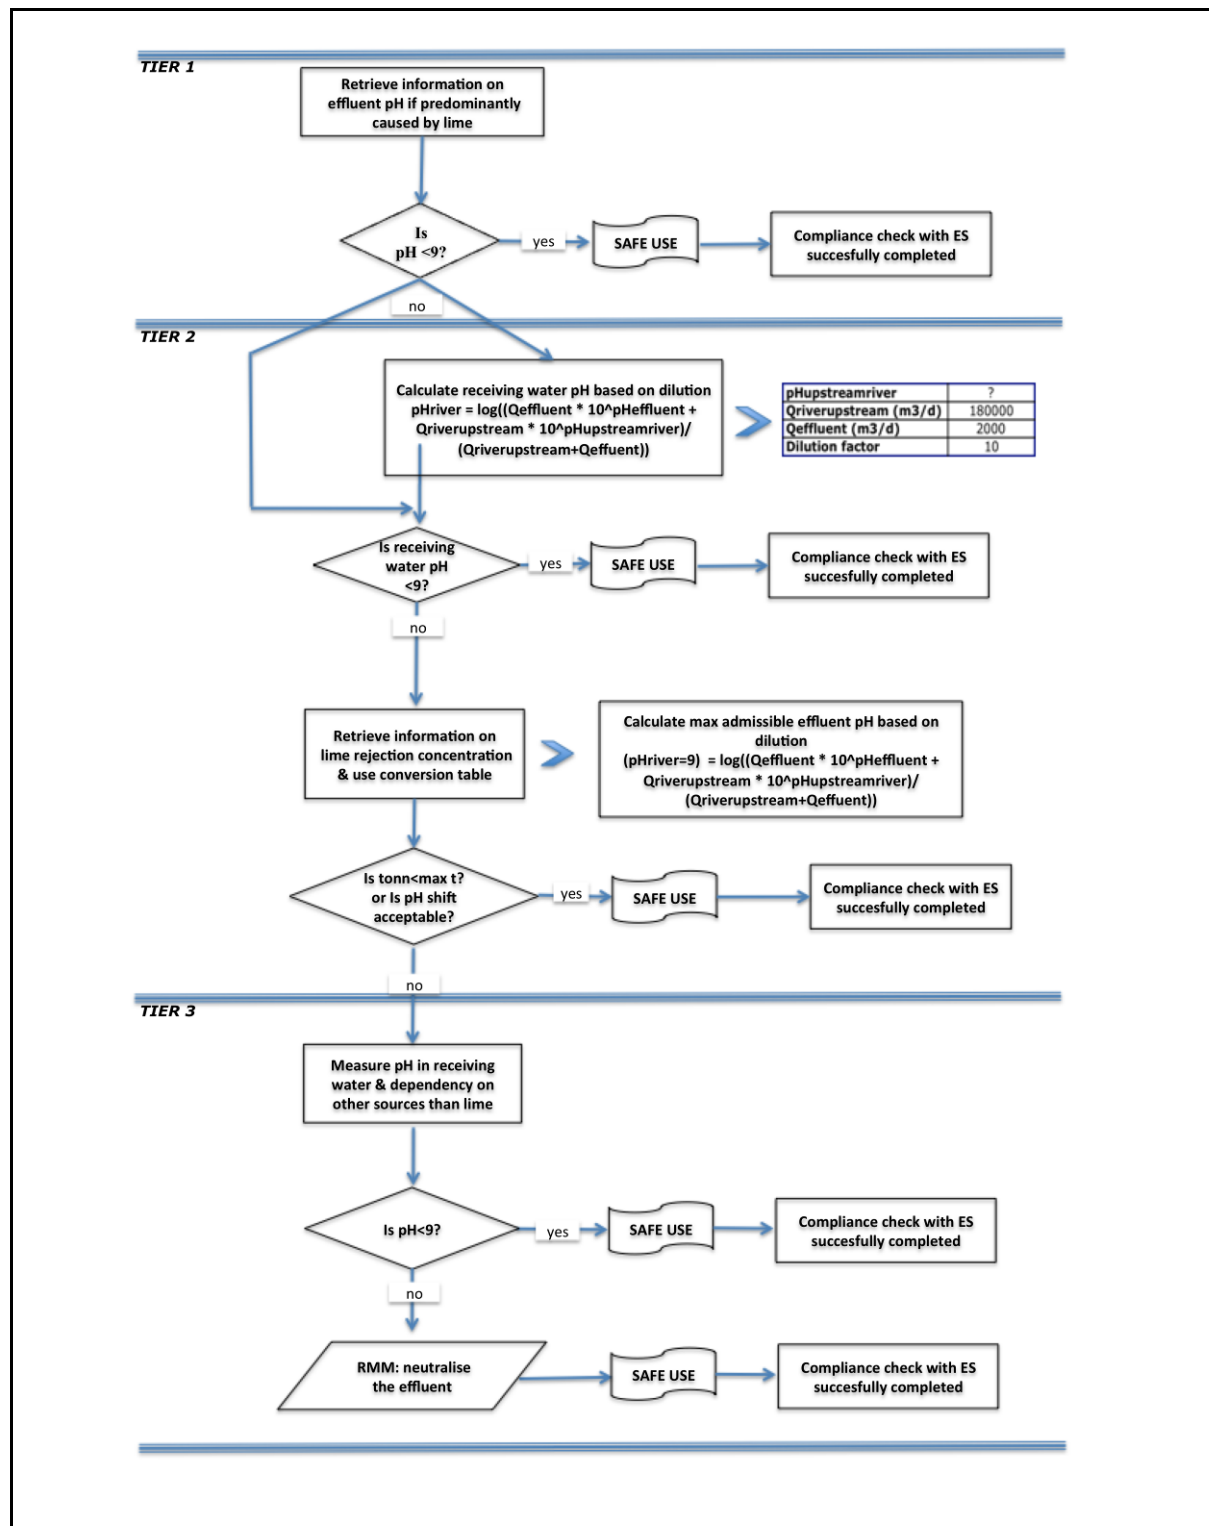 TIER 1
Retrieve information on
effluent pH if predominantly
caused by lime
Is
pH <9?
yes
SAFE USE
Compliance check with ES
succesfully completed
no
TIER 2
Calculate receiving water pH based on dilution
pHriver = log((Qeffluent * 10^pHeffluent +
Qriverupstream * 10^pHupstreamriver)/
(Qriverupstream+Qeffuent))
pHupstreamriver ?
Qriverupstream (m3/d) 180000
Qeffluent (m3/d) 2000
Dilution factor 10
Is receiving
water pH
<9?
yes
SAFE USE
Compliance check with ES
succesfully completed
no
Retrieve information on
lime rejection concentration
& use conversion table
Calculate max admissible effluent pH based on
dilution
(pHriver=9) = log((Qeffluent * 10^pHeffluent +
Qriverupstream * 10^pHupstreamriver)/
(Qriverupstream+Qeffuent))
Is tonn<max t?
or Is pH shift
acceptable?
yes
SAFE USE
Compliance check with ES
succesfully completed
no
TIER 3
Measure pH in receiving
water & dependency on
other sources than lime
Is pH<9?
yes
SAFE USE
Compliance check with ES
succesfully completed
no
RMM: neutralise
the effluent
SAFE USE
Compliance check with ES
succesfully completed